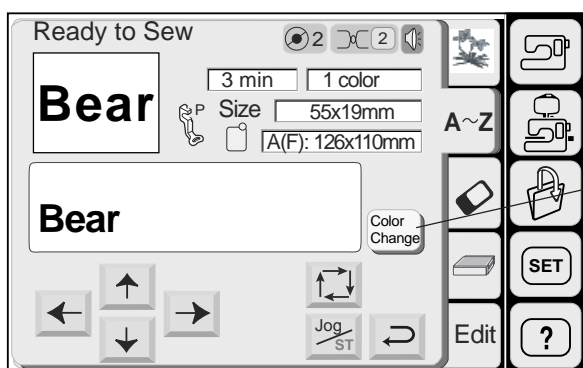 Ready to Sew
2
2
3 min
1 color
Bear
P
Size
55x19mm
A(F): 126x110mm
A~Z
Bear
Color
Change
SET
Jog
ST
Edit
?